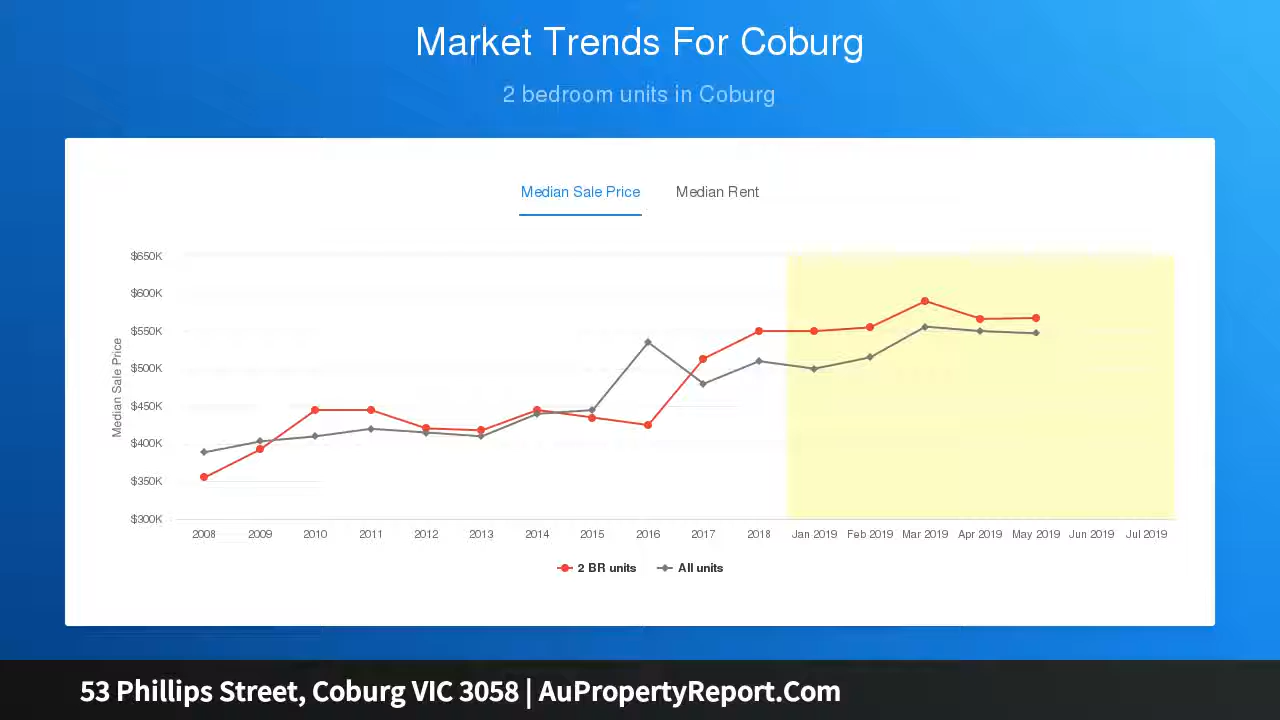 Market Trends For Coburg
2 bedroom units in Coburg
Median Sale Price Median Rent
$650K
$600K
$550K
$500K
$450K
$400K
$350K
$300K
Median Sale Price
2008 2009 2010 2011 2012 2013 2014 2015 2016 2017 2018 Jan 2019 Feb 2019 Mar 2019 Apr 2019 May 2019 Jun 2019 Jul 2019
2 BR units All units
53 Phillips Street, Coburg VIC 3058 | AuPropertyReport.Com